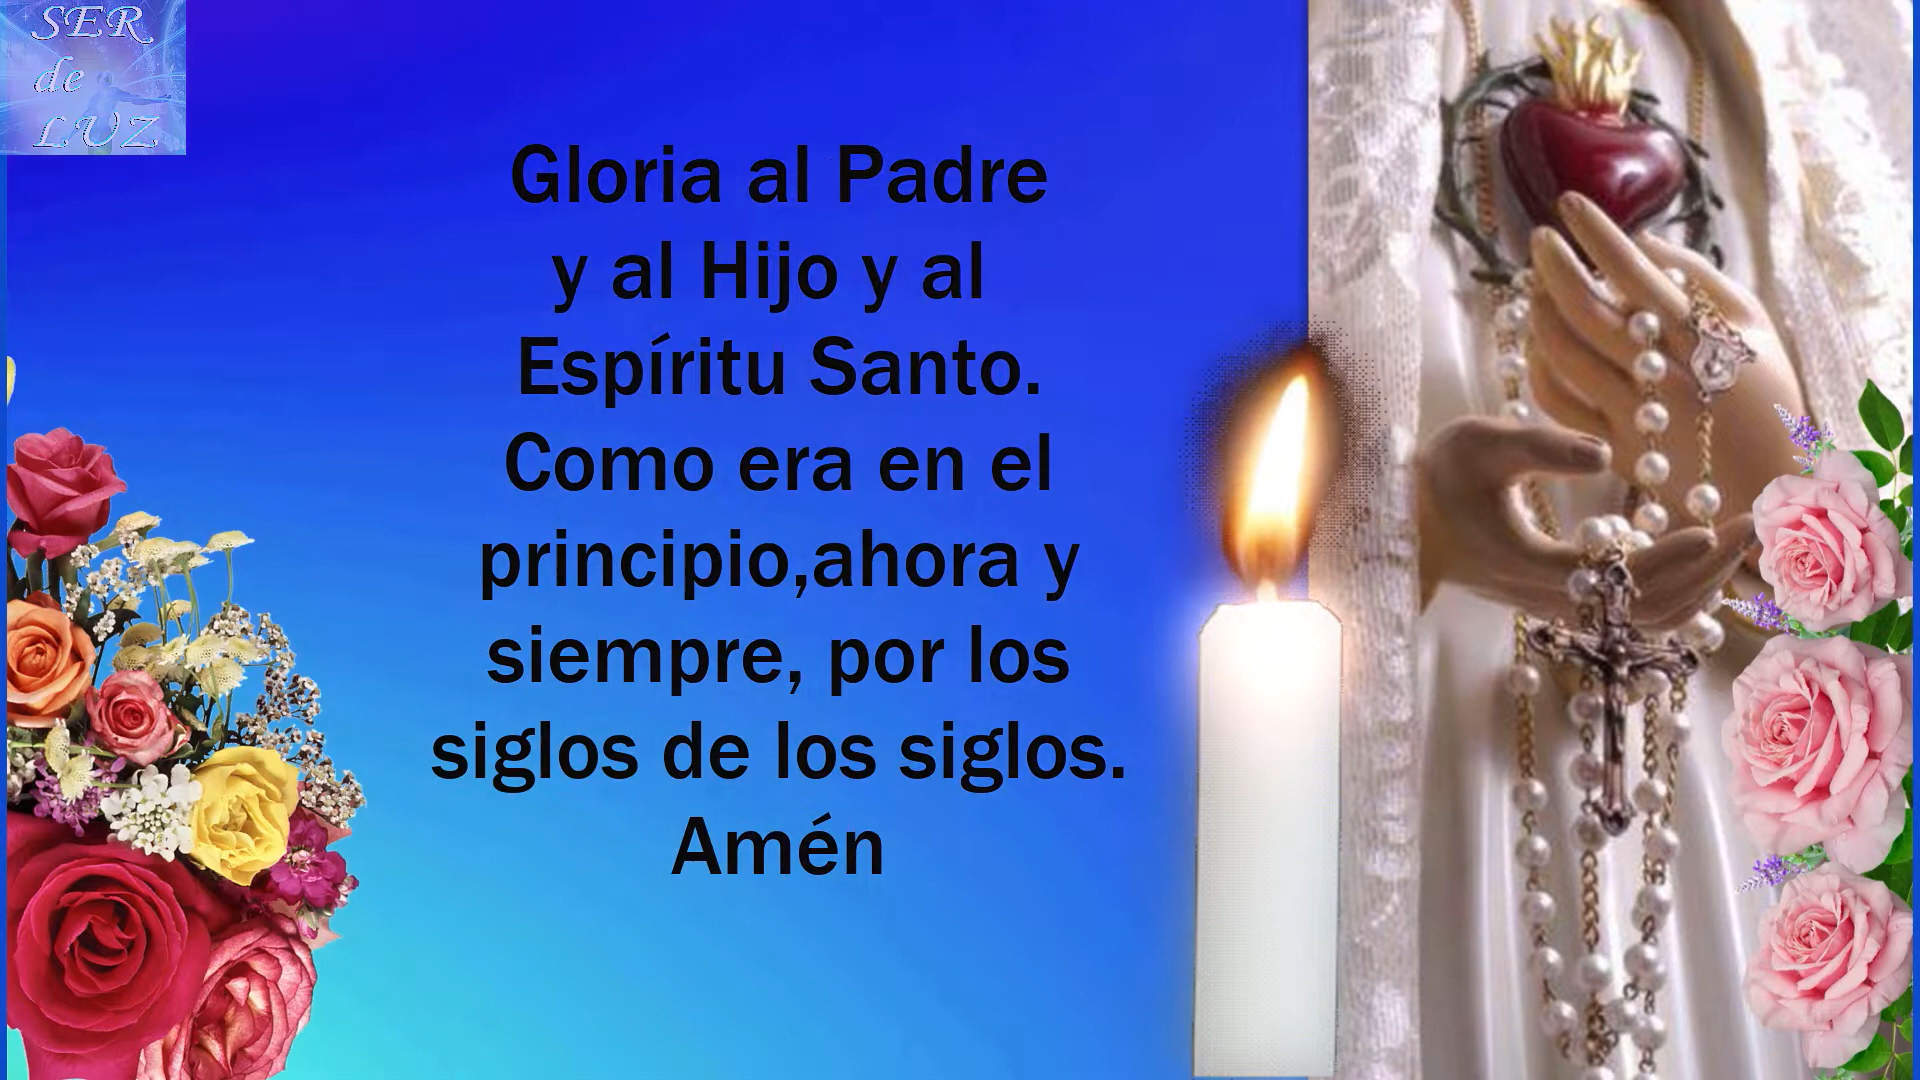 SER
de
LUZ
Gloria al Padre
y al Hijo y al
Espíritu Santo.
Como era en el
principio,ahora y
siempre, por los
siglos de los siglos.
Amén